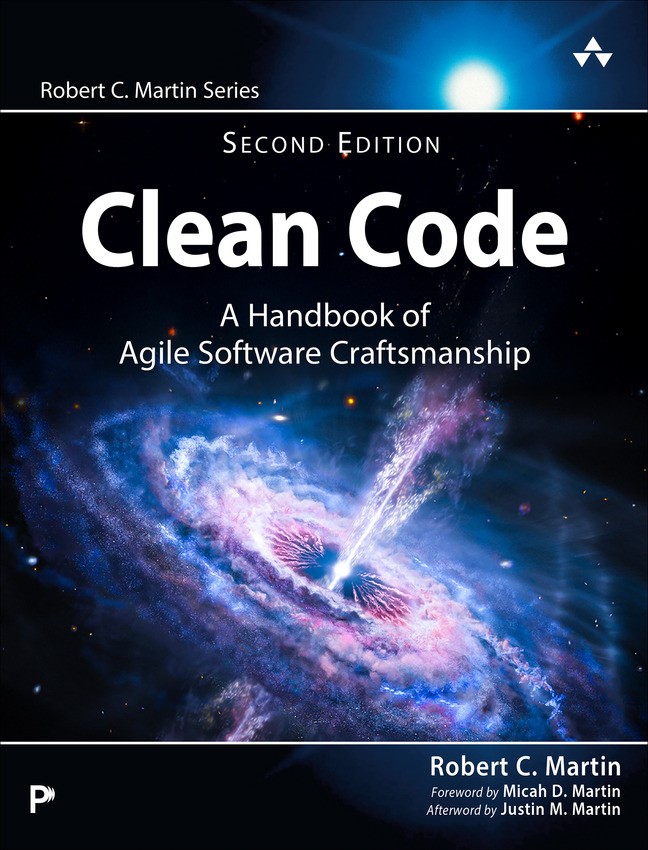 Robert C. Martin Series
SECOND EDITION
Clean Code
A Handbook of
Agile Software Craftsmanship
Robert C. Martin
Foreword by Micah D. Martin
Afterword by Justin M. Martin
P